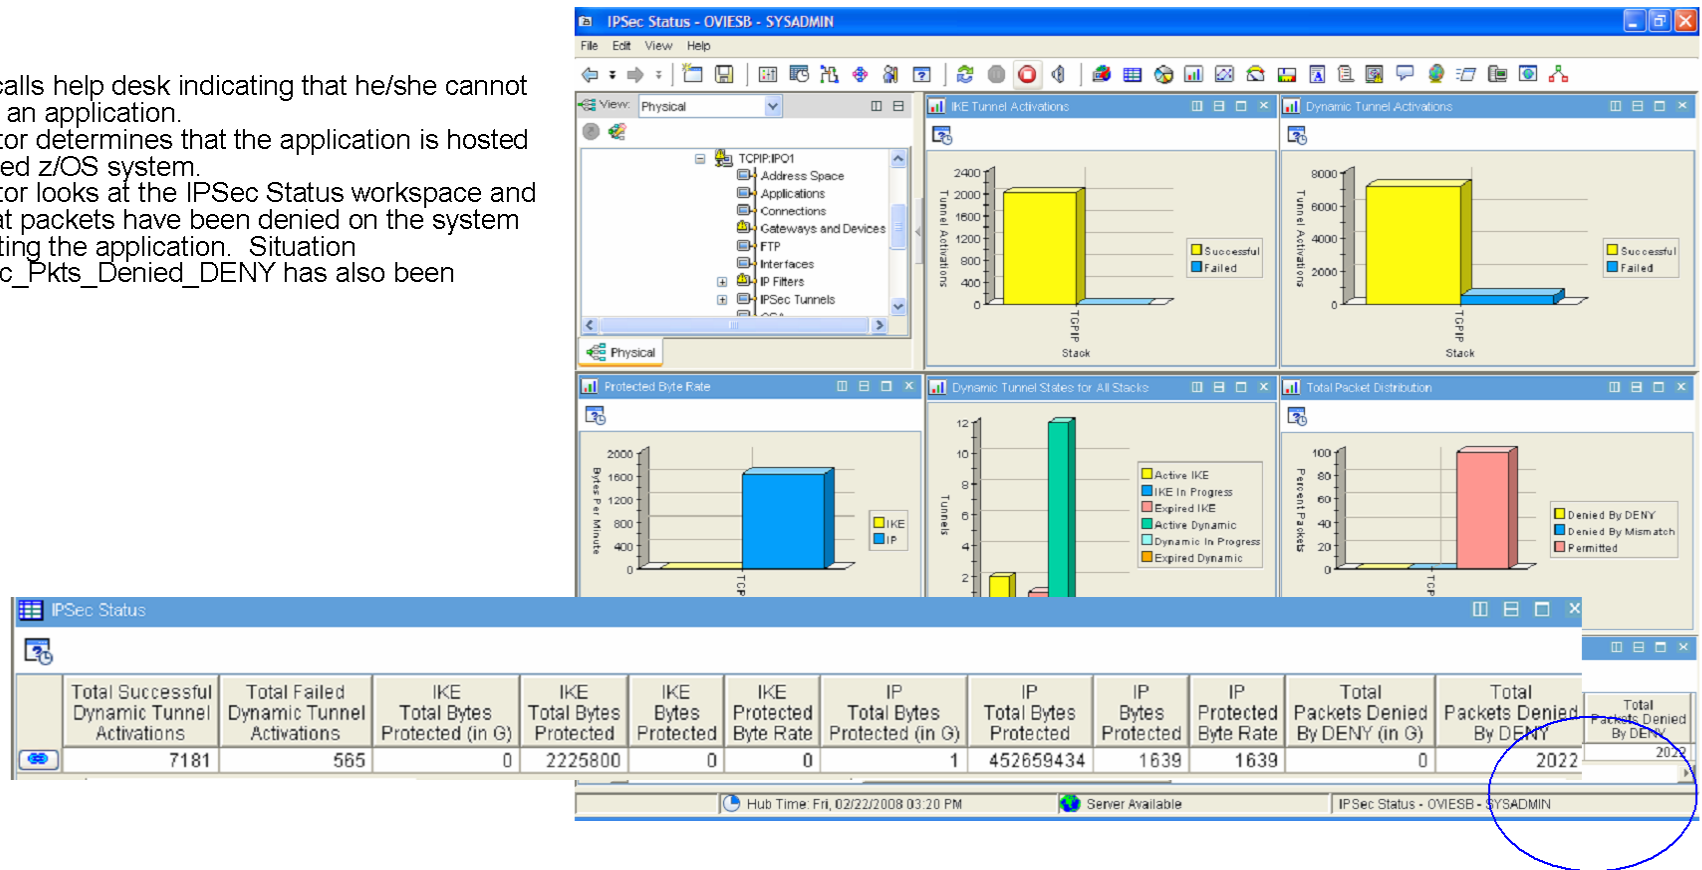 calls help desk indicating that he/she cannot
an application.
tor determines that the application is hosted
ed z/OS system.
tor looks at the IPSec Status workspace and
at packets have been denied on the system
ting the application. Situation
c_Pkts_Denied_DENY has also been
IPSec Status - OVIESB - SYSADMIN
File Edit View Help
View: Physical
TCPIP:IPO1
Address Space
Applications
Connections
Gateways and Devices
FTP
Interfaces
IP Filters
IPSec Tunnels
Physical
IKE Tunnel Activations
2400
2000
1600
1200
800
400
0
Tunnel Activations
TCPIP
Stack
Successful
Failed
Dynamic Tunnel Activations
8000
6000
4000
2000
0
Tunnel Activations
TCPIP
Stack
Successful
Failed
Protected Byte Rate
2000
1600
1200
800
400
0
Bytes Per Minute
TCP
IKE
IP
Dynamic Tunnel States for All Stacks
12
10
8
6
4
2
Tunnels
Active IKE
IKE In Progress
Expired IKE
Active Dynamic
Dynamic In Progress
Expired Dynamic
Total Packet Distribution
100
80
60
40
20
0
Percent Packets
TCP
Denied By DENY
Denied By Mismatch
Permitted
IPSec Status
Total Successful Dynamic Tunnel Activations
Total Failed Dynamic Tunnel Activations
IKE Total Bytes Protected (in G)
IKE Total Bytes Protected
IKE Bytes Protected
IKE Protected Byte Rate
IP Total Bytes Protected (in G)
IP Total Bytes Protected
IP Bytes Protected
IP Protected Byte Rate
Total Packets Denied By DENY (in G)
Total Packets Denied By DENY
7181 565 0 2225800 0 0 1 452659434 1639 1639 0 2022
Total Packets Denied By DENY
2022
Hub Time: Fri, 02/22/2008 03:20 PM
Server Available
IPSec Status - OVIESB - SYSADMIN